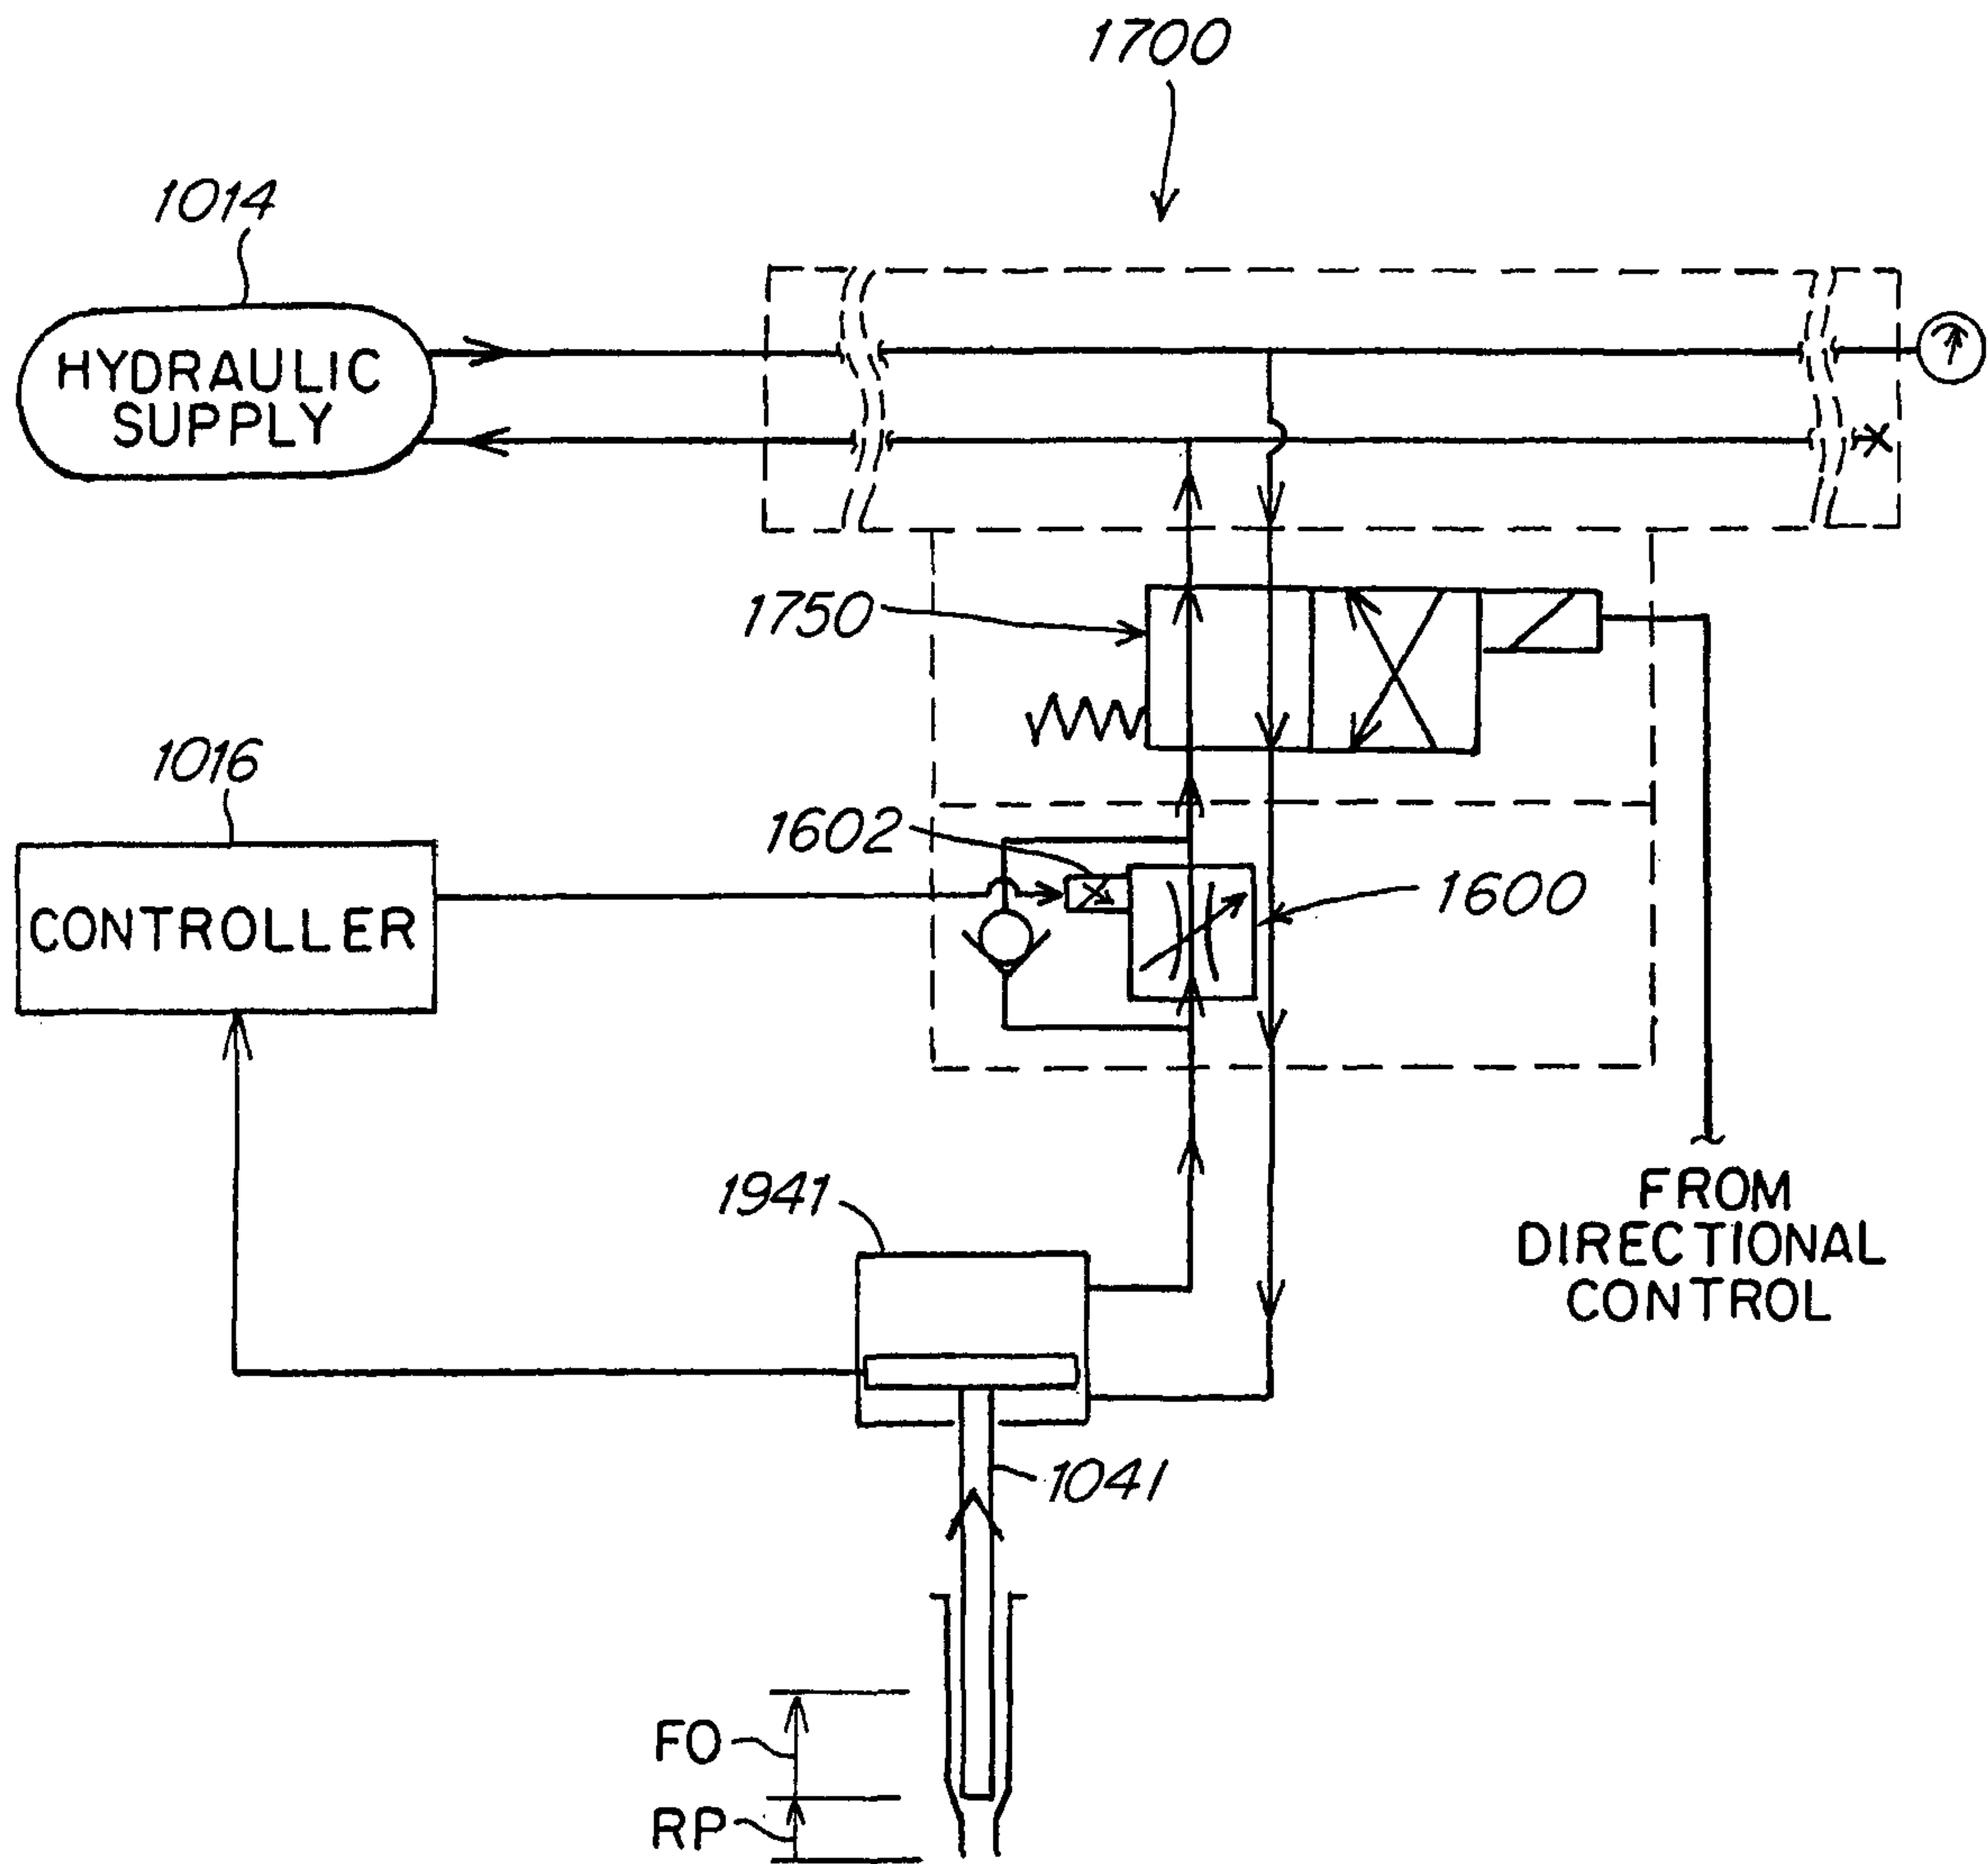 1700
1014
HYDRAULIC
SUPPLY
1750
1016
1602
CONTROLLER
1600
1941
FROM
DIRECTIONAL
CONTROL
1041
FO
RP